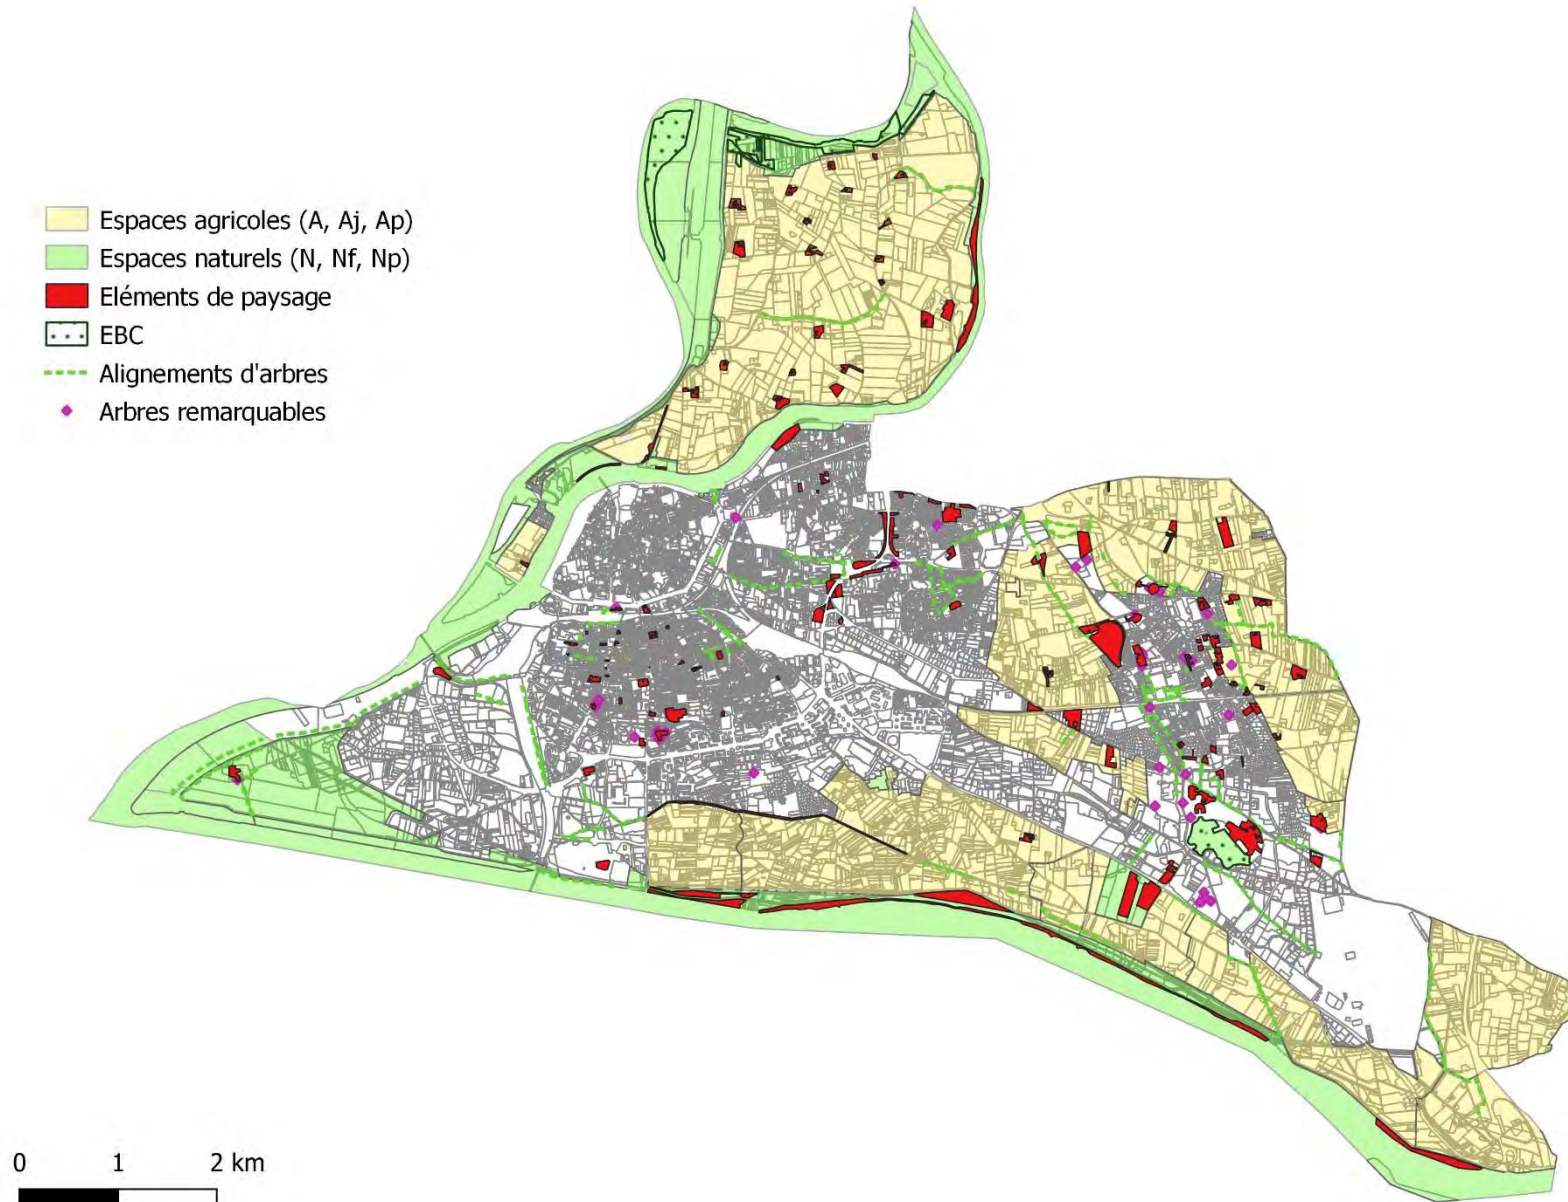 Espaces agricoles (A, Aj, Ap)
Espaces naturels (N, Nf, Np)
Eléments de paysage
EBC
Alignements d'arbres
Arbres remarquables
0 1 2 km